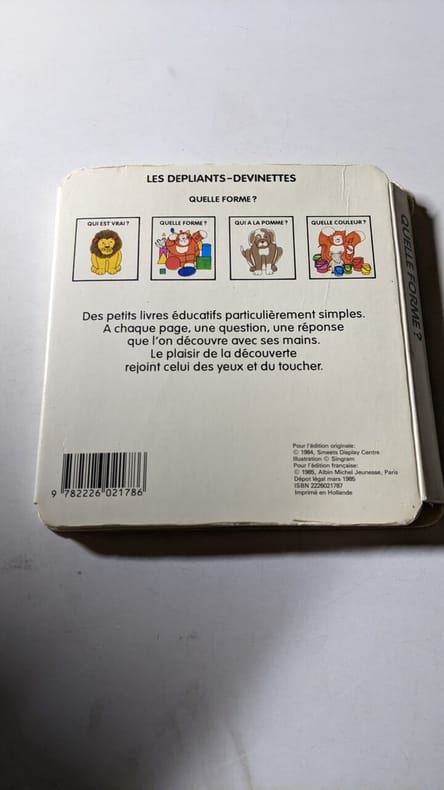 LES DEPLIANTS-DEVINETTES
QUELLE FORME ?
QUI EST VRAI ?
QUELLE FORME ?
QUI A LA POMME ?
QUELLE COULEUR ?
Des petits livres éducatifs particulièrement simples.
A chaque page, une question, une réponse
que l'on découvre avec ses mains.
Le plaisir de la découverte
rejoint celui des yeux et du toucher.
Pour l'édition originale:
© 1984, Smeets Display Centre
Illustration © Singram
Pour l'édition française:
© 1985, Albin Michel Jeunesse, Paris
Dépot légal mars 1985
ISBN 2226021787
Imprimé en Hollande
9 782226 021786
QUELLE FORME ?